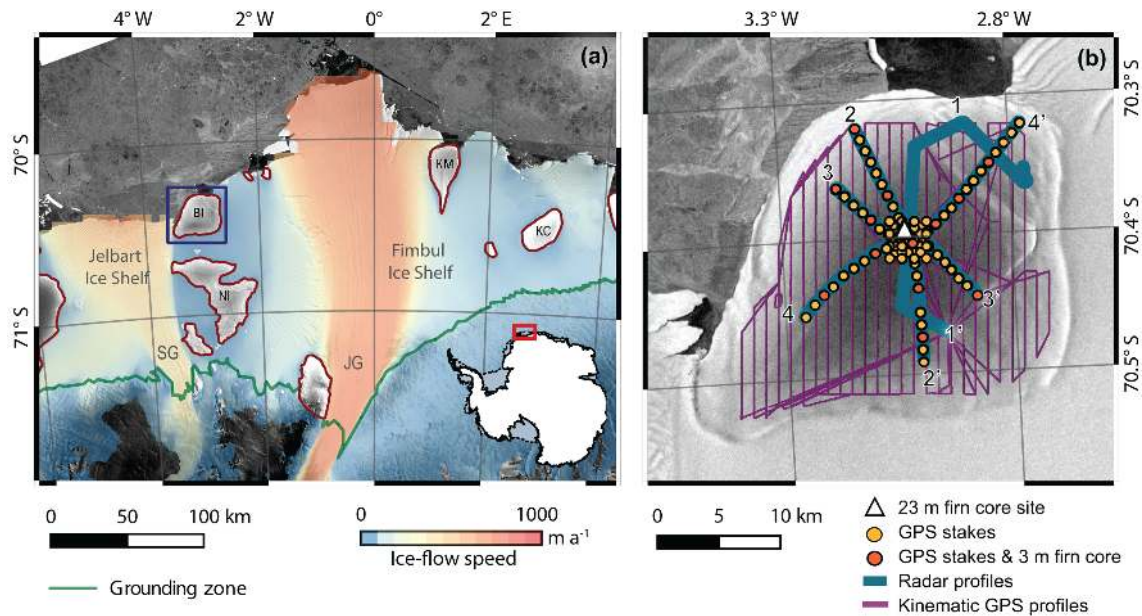 4° W 2° W 0° 2° E
(a)
70° S
71° S
KM
BI
KC
Jelbart
Ice Shelf
Fimbul
Ice Shelf
NI
SG
JG
0 50 100 km
0 1000
m a⁻¹
Ice-flow speed
Grounding zone
3.3° W 2.8° W
(b)
70.3° S
70.4° S
70.5° S
1
2
4'
3
4
3'
1'
2'
0 5 10 km
23 m firn core site
GPS stakes
GPS stakes & 3 m firn core
Radar profiles
Kinematic GPS profiles